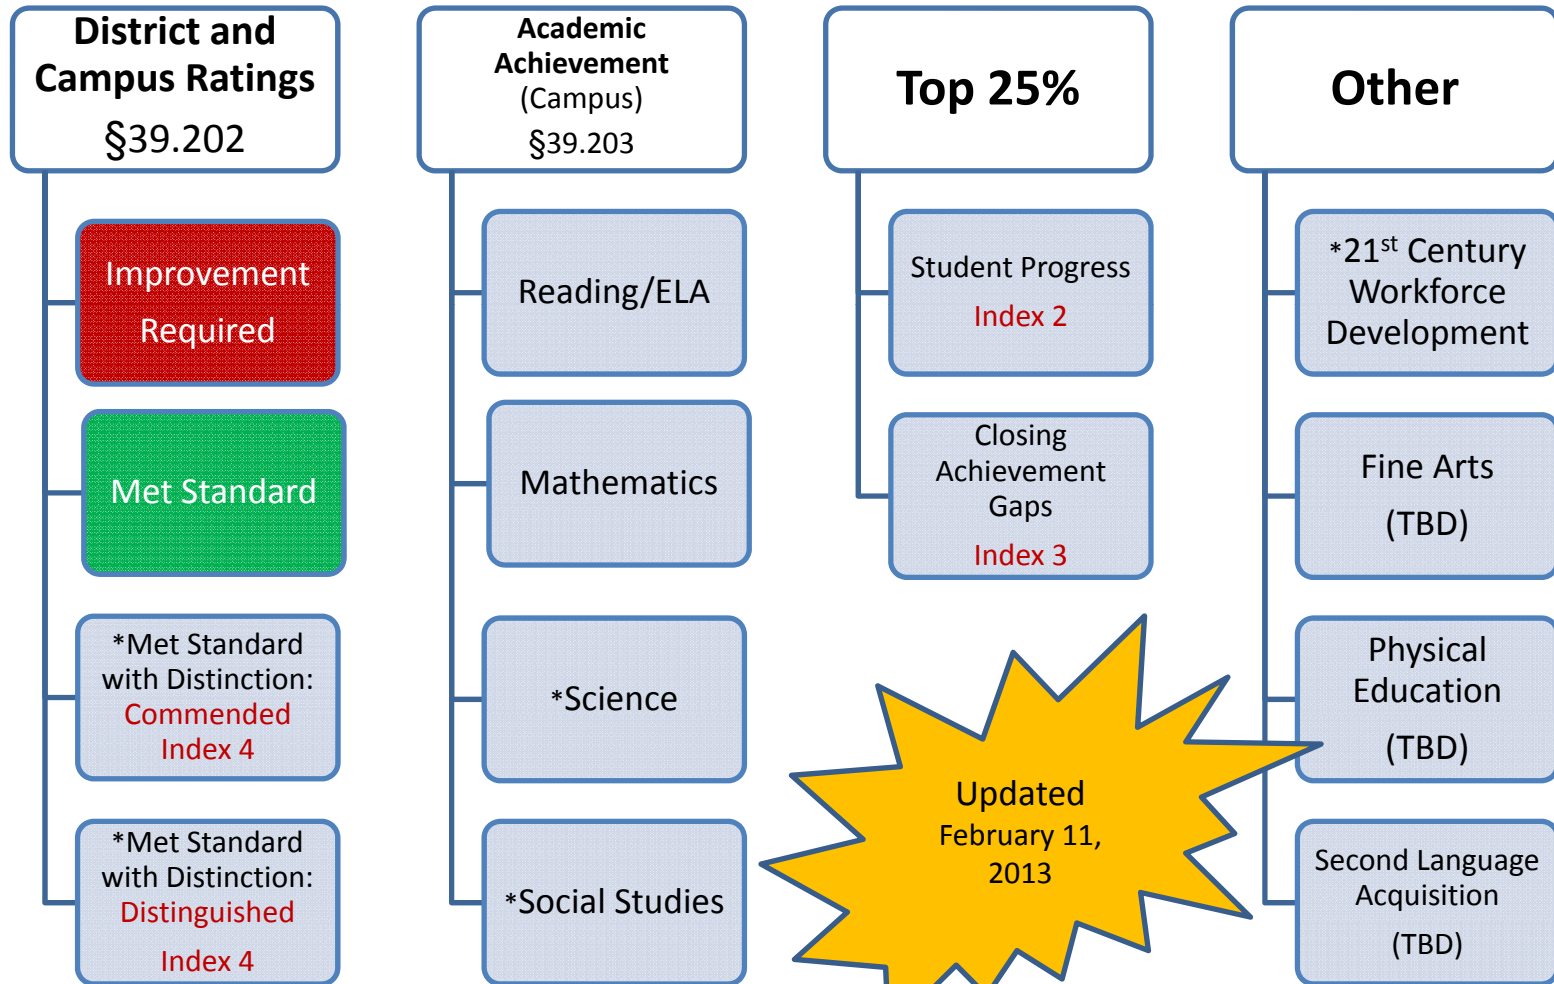 District and
Campus Ratings
§39.202
Improvement
Required
Met Standard
*Met Standard
with Distinction:
Commended
Index 4
*Met Standard
with Distinction:
Distinguished
Index 4
Academic
Achievement
(Campus)
§39.203
Reading/ELA
Mathematics
*Science
*Social Studies
Top 25%
Student Progress
Index 2
Closing
Achievement
Gaps
Index 3
Updated
February 11,
2013
Other
*21st Century
Workforce
Development
Fine Arts
(TBD)
Physical
Education
(TBD)
Second Language
Acquisition
(TBD)